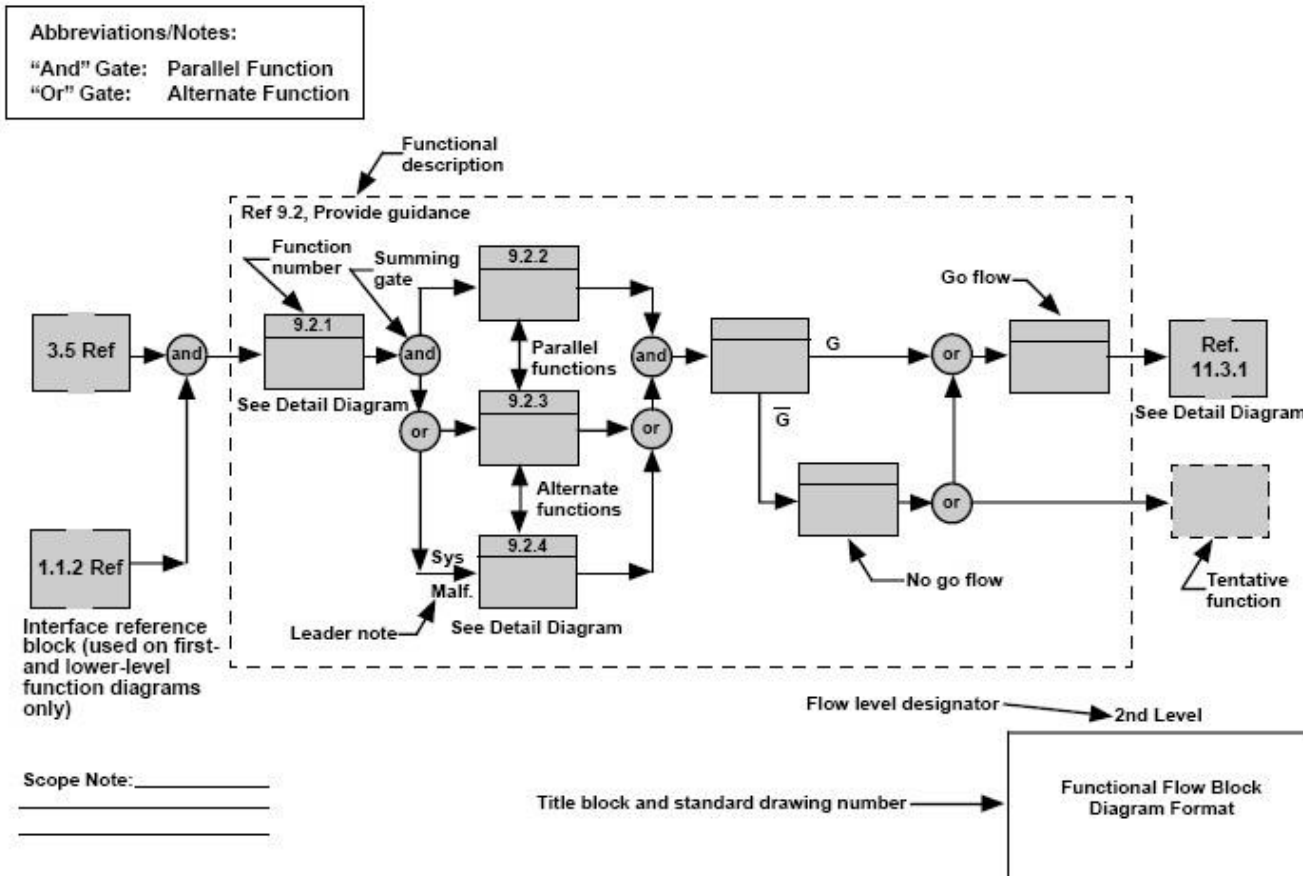 Abbreviations/Notes:
“And” Gate: Parallel Function
“Or” Gate: Alternate Function
Functional
description
Ref 9.2, Provide guidance
Function
number
Summing
gate
9.2.2
Go flow
9.2.1
3.5 Ref
and
and
Parallel
functions
and
G
or
Ref.
11.3.1
See Detail Diagram
9.2.3
See Detail Diagram
or
or
G̅
Alternate
functions
or
9.2.4
1.1.2 Ref
Sys
Malf.
No go flow
Tentative
function
Leader note
See Detail Diagram
Interface reference
block (used on first-
and lower-level
function diagrams
only)
Flow level designator
2nd Level
Scope Note:
Title block and standard drawing number
Functional Flow Block
Diagram Format